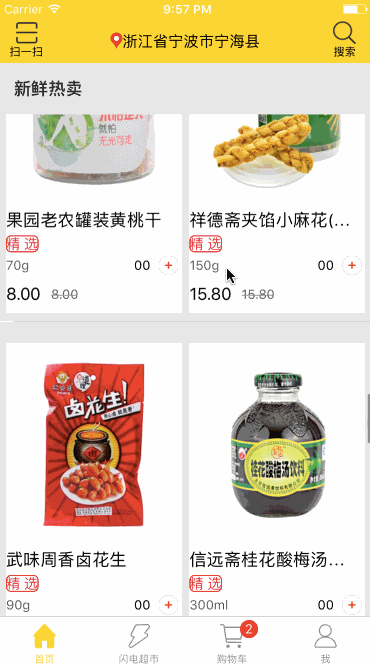 Carrier 9:57 PM
扫一扫 浙江省宁波市宁海县 搜索
新鲜热卖
果园老农罐装黄桃干
精 选
70g 00 +
8.00 8.00
祥德斋夹馅小麻花(...
精 选
150g 00 +
15.80 15.80
卤花生!
武味周香卤花生
精 选
90g 00 +
桂花酸梅汤饮料
信远斋桂花酸梅汤...
精 选
300ml 00 +
首页 闪电超市 购物车 2 我